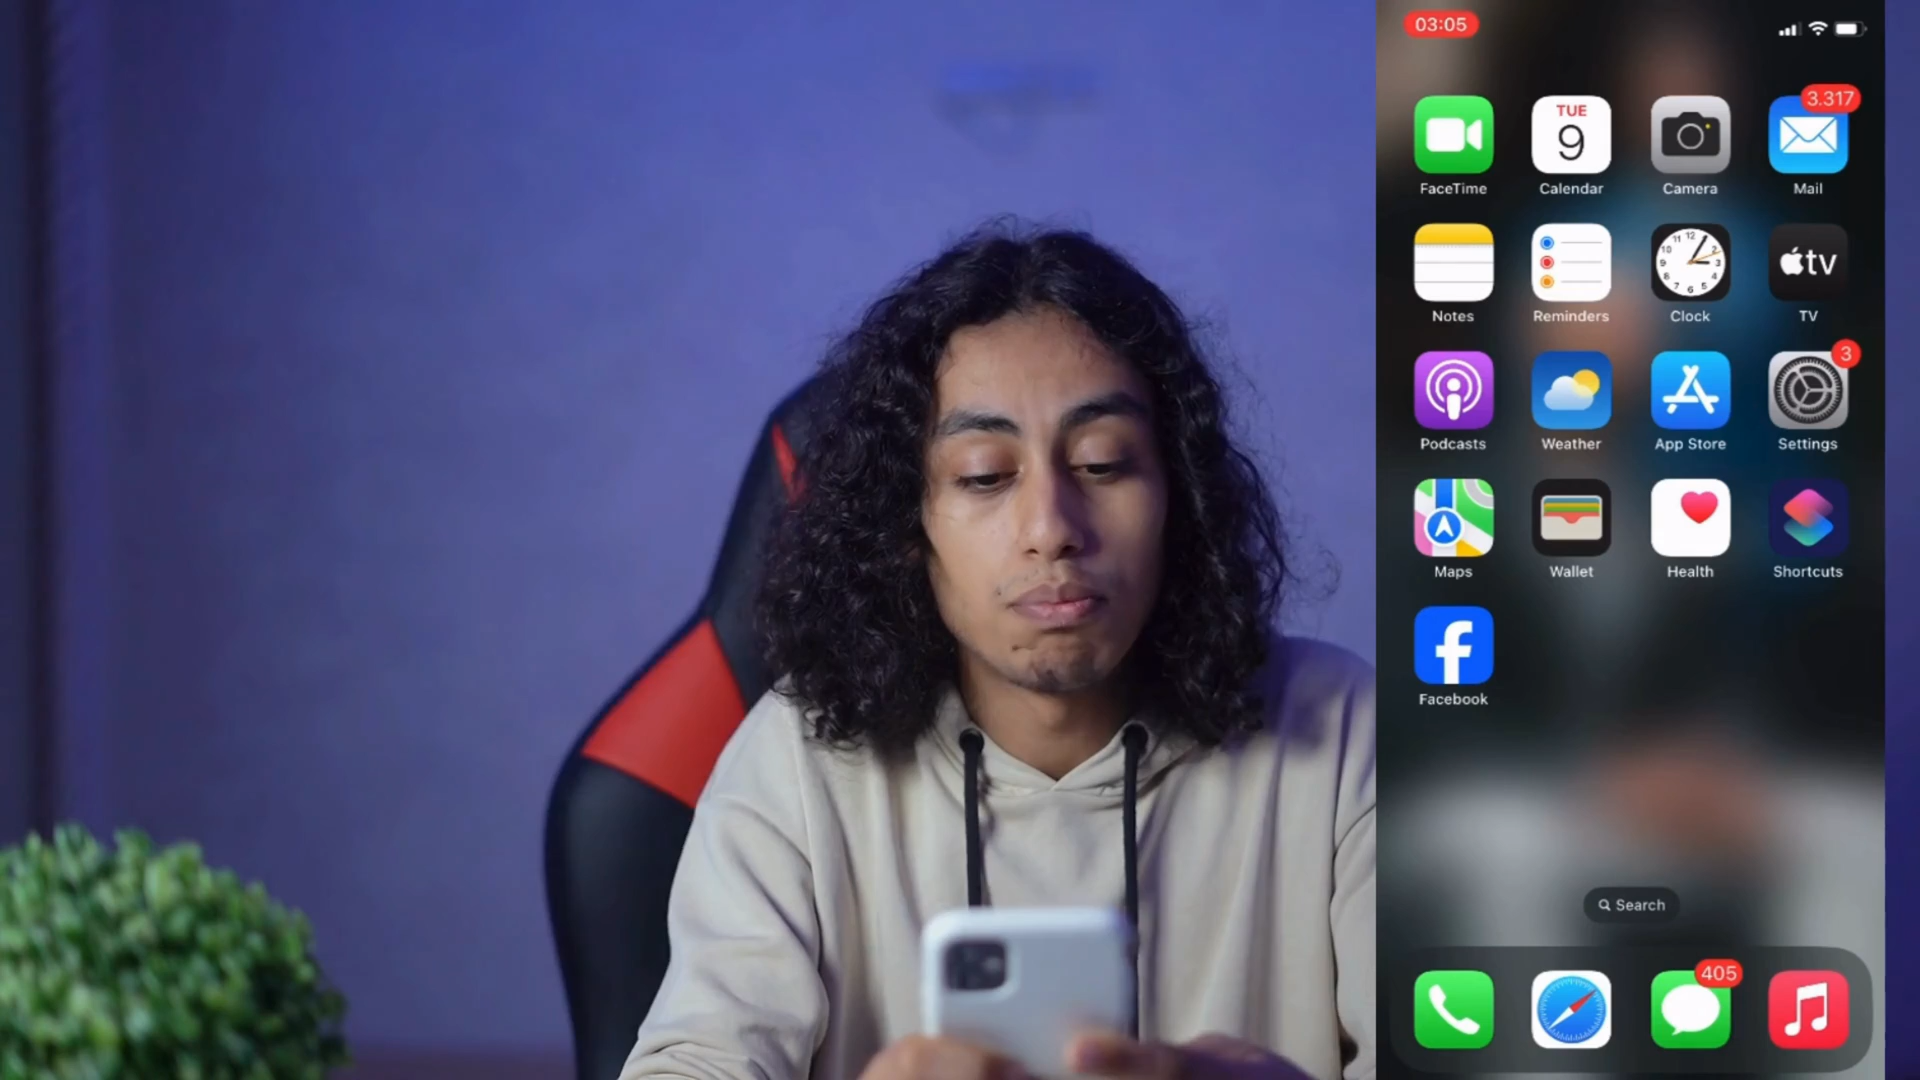 03:05
3.317
TUE
9
FaceTime
Calendar
Camera
Mail
tv
Notes
Reminders
Clock
TV
3
Podcasts
Weather
App Store
Settings
Maps
Wallet
Health
Shortcuts
f
Facebook
Search
405